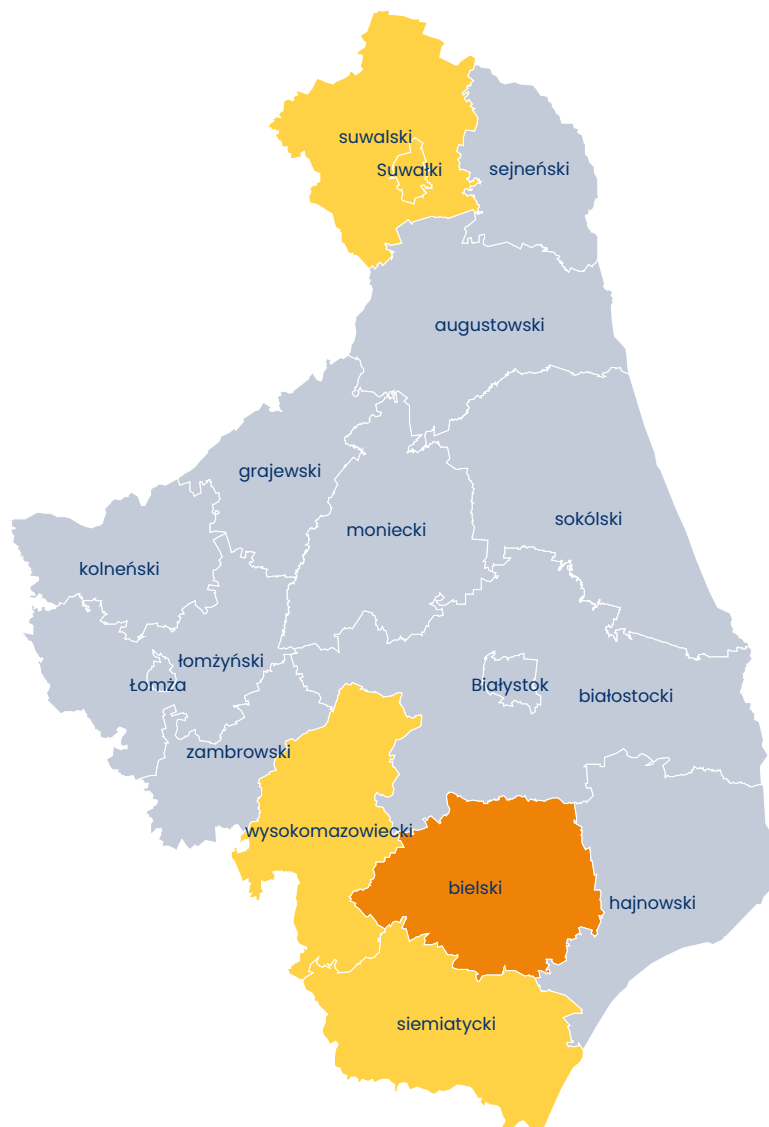 suwalski
Suwałki
sejneński
augustowski
grajewski
sokólski
moniecki
kolneński
łomżyński
Łomża
Białystok
białostocki
zambrowski
wysokomazowiecki
bielski
hajnowski
siemiatycki